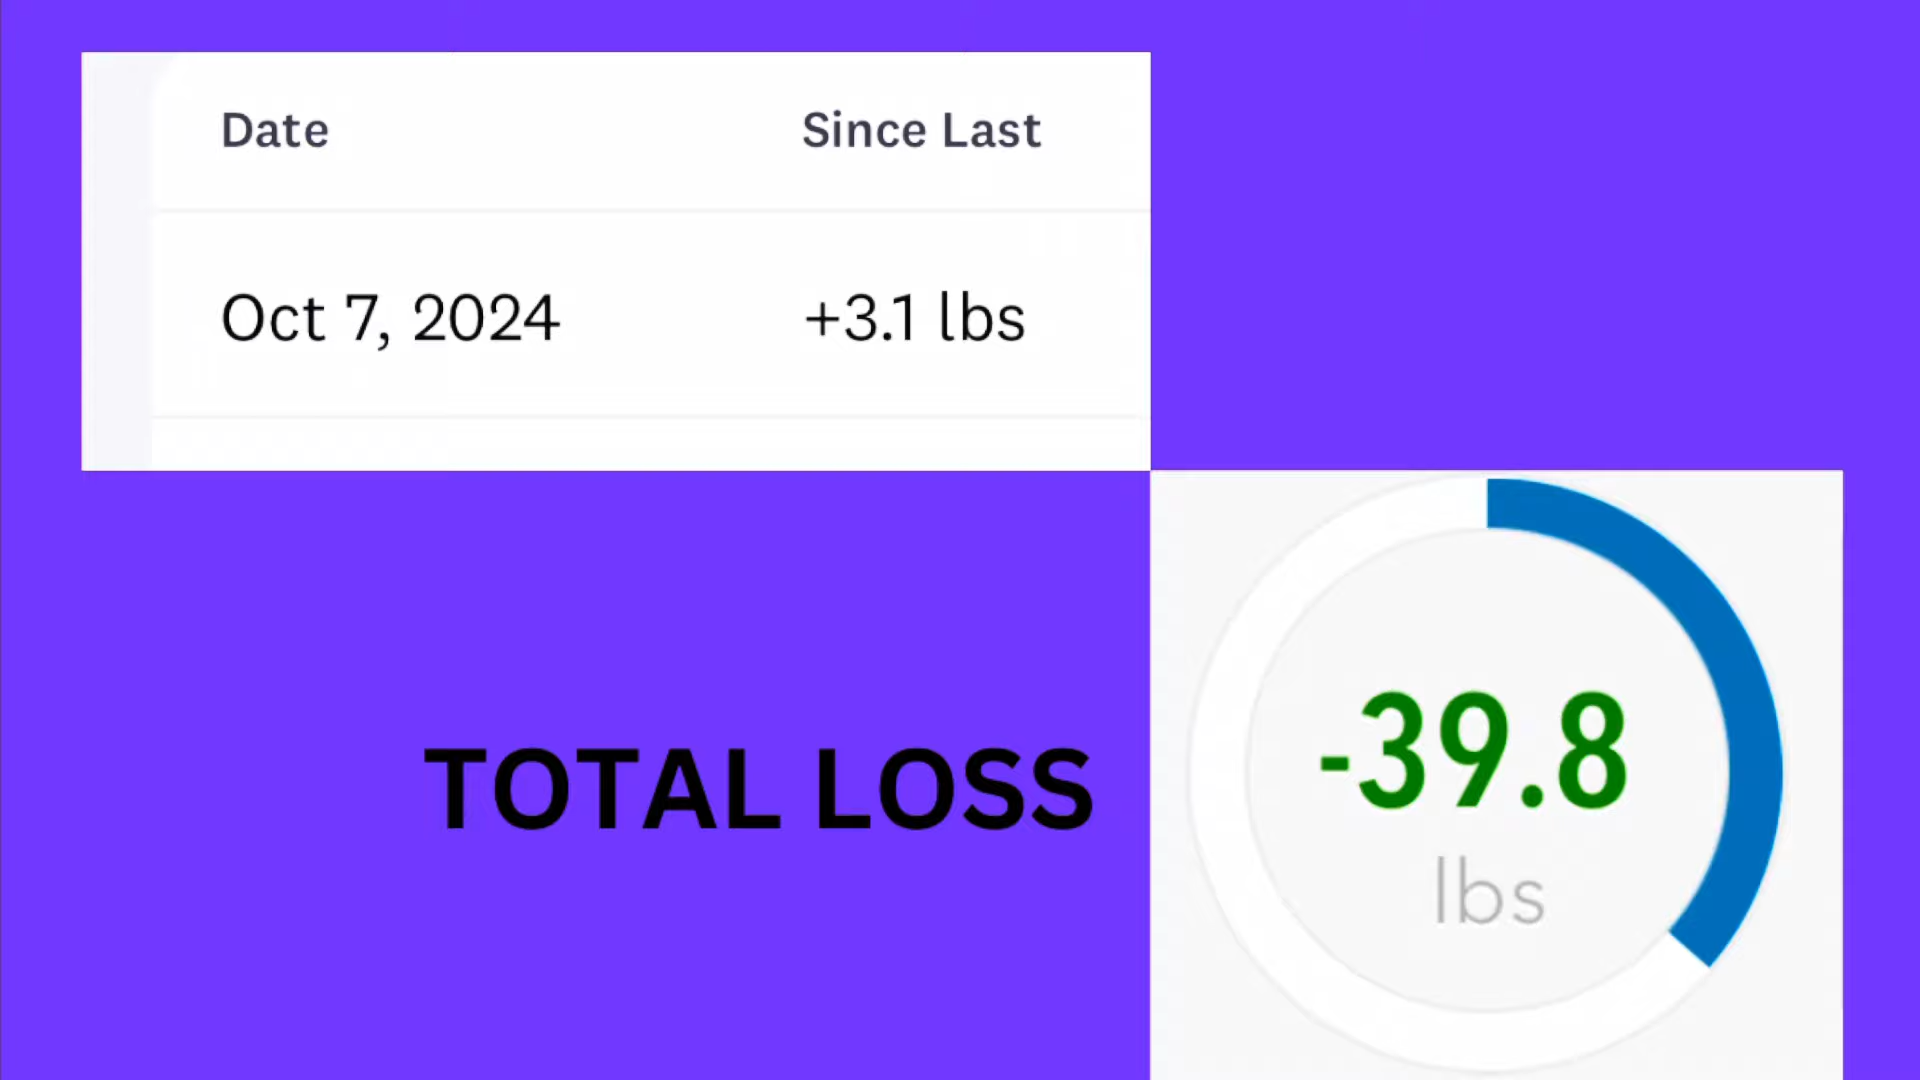 Date Since Last
Oct 7, 2024 +3.1 lbs
TOTAL LOSS
-39.8
lbs